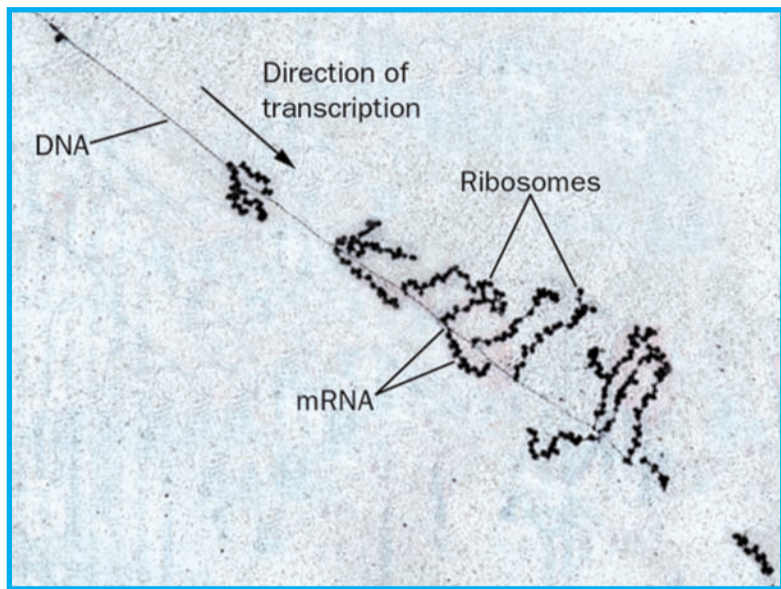 Direction of
transcription
DNA
Ribosomes
mRNA